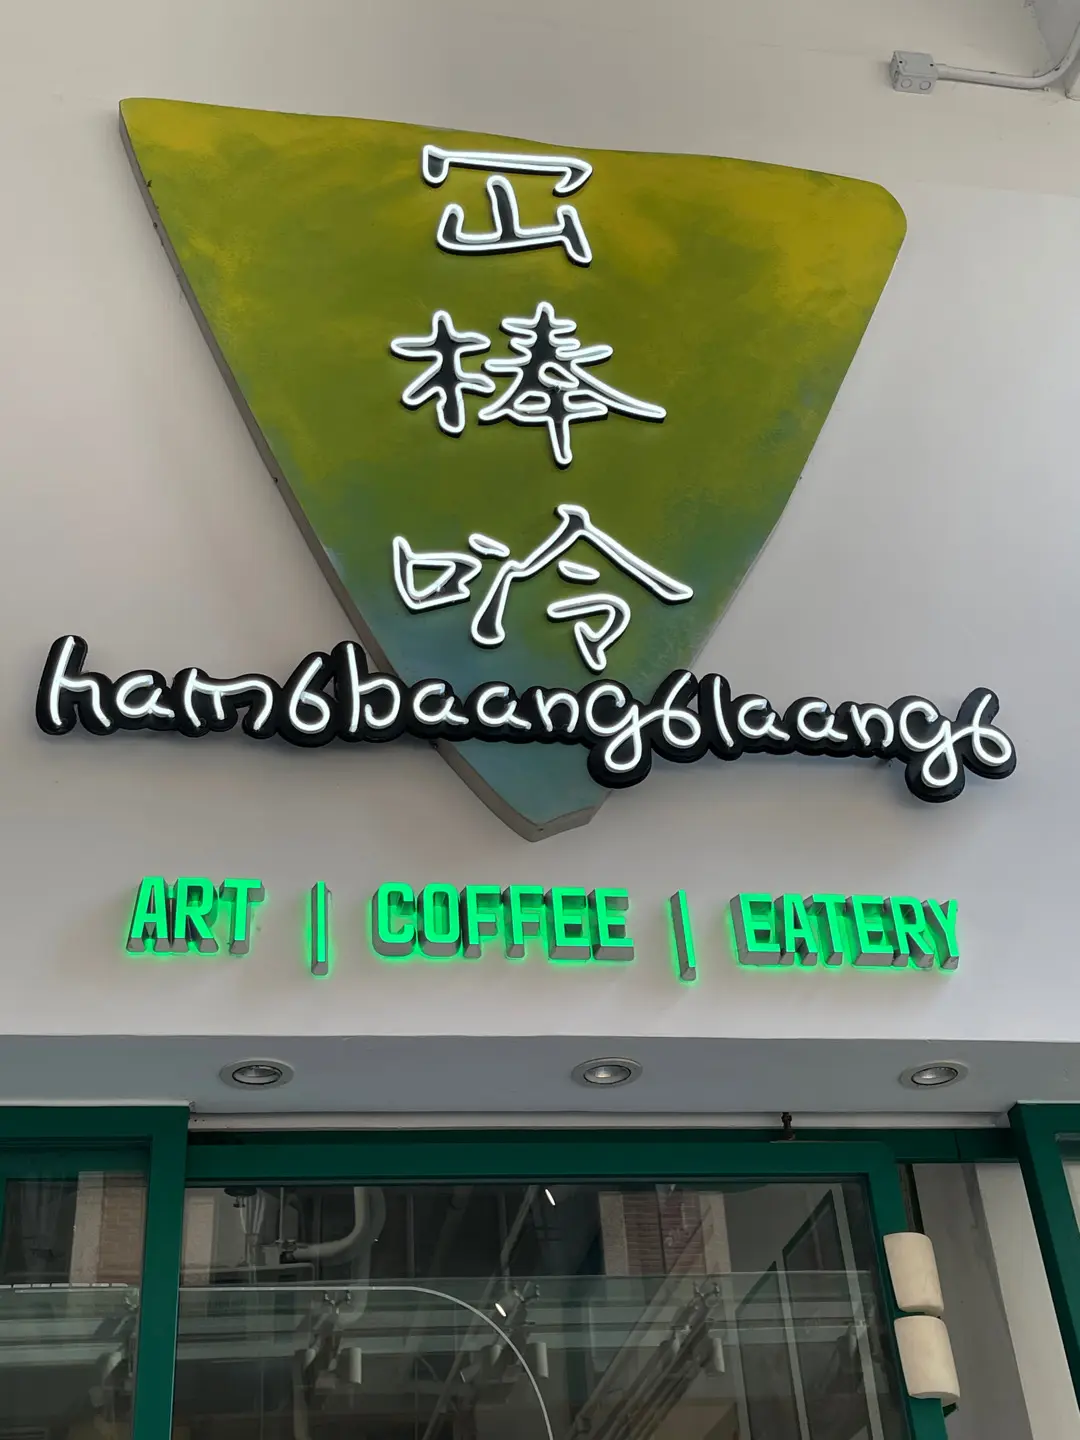 冚
棒
唥
ham6baang6laang6
ART | COFFEE | EATERY